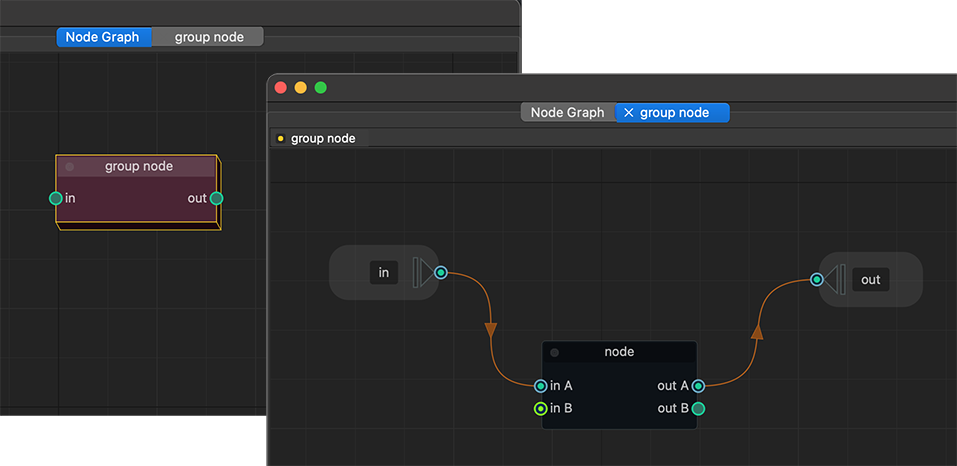 Node Graph group node
group node
in out
Node Graph × group node
group node
in
out
node
in A out A
in B out B